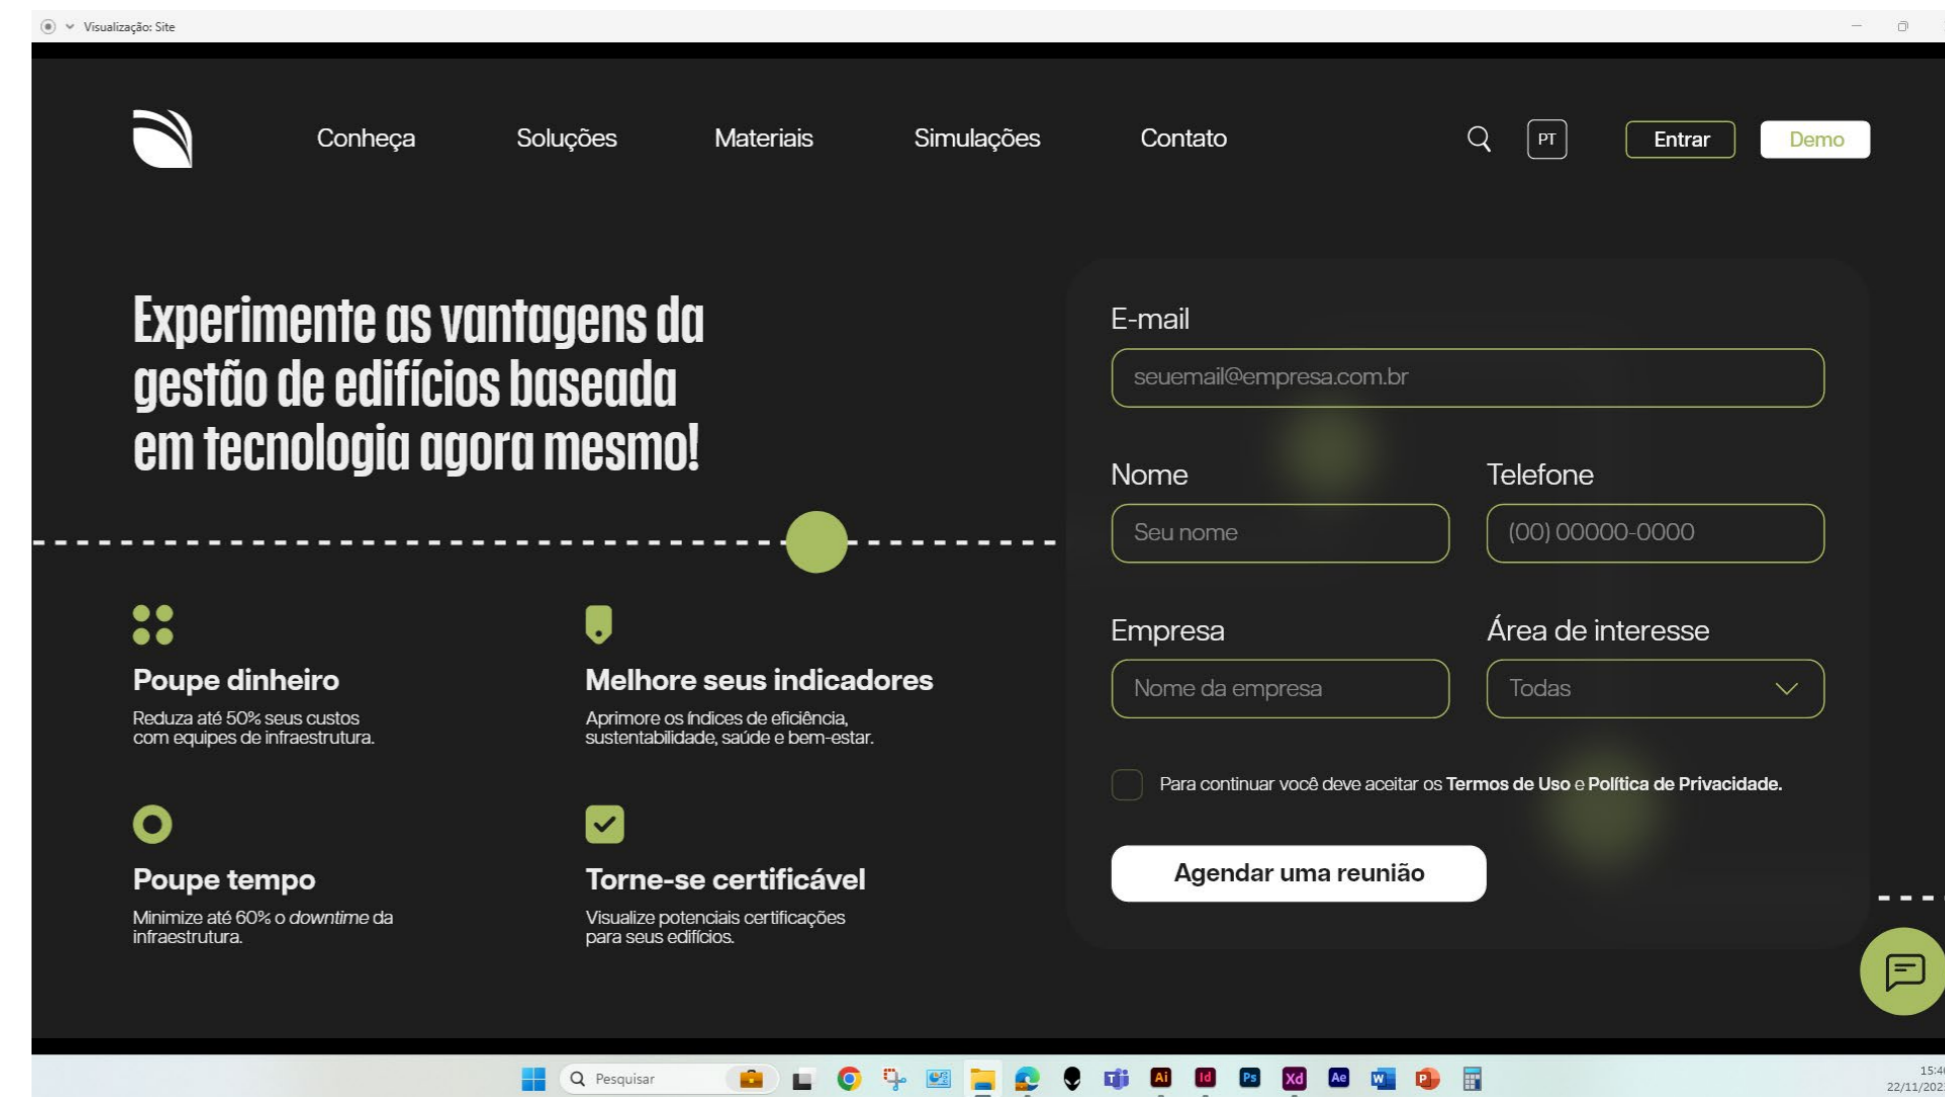 Visualização: Site
Conheça
Soluções
Materiais
Simulações
Contato
PT
Entrar
Demo
Experimente as vantagens da
gestão de edifícios baseada
em tecnologia agora mesmo!
Poupe dinheiro
Reduza até 50% seus custos
com equipes de infraestrutura.
Melhore seus indicadores
Aprimore os índices de eficiência,
sustentabilidade, saúde e bem-estar.
Poupe tempo
Minimize até 60% o downtime da
infraestrutura.
Torne-se certificável
Visualize potenciais certificações
para seus edifícios.
E-mail
seuemail@empresa.com.br
Nome
Seu nome
Telefone
(00) 00000-0000
Empresa
Nome da empresa
Área de interesse
Todas
Para continuar você deve aceitar os Termos de Uso e Política de Privacidade.
Agendar uma reunião
Pesquisar
Ai
Id
Ps
Xd
Ae
W
P